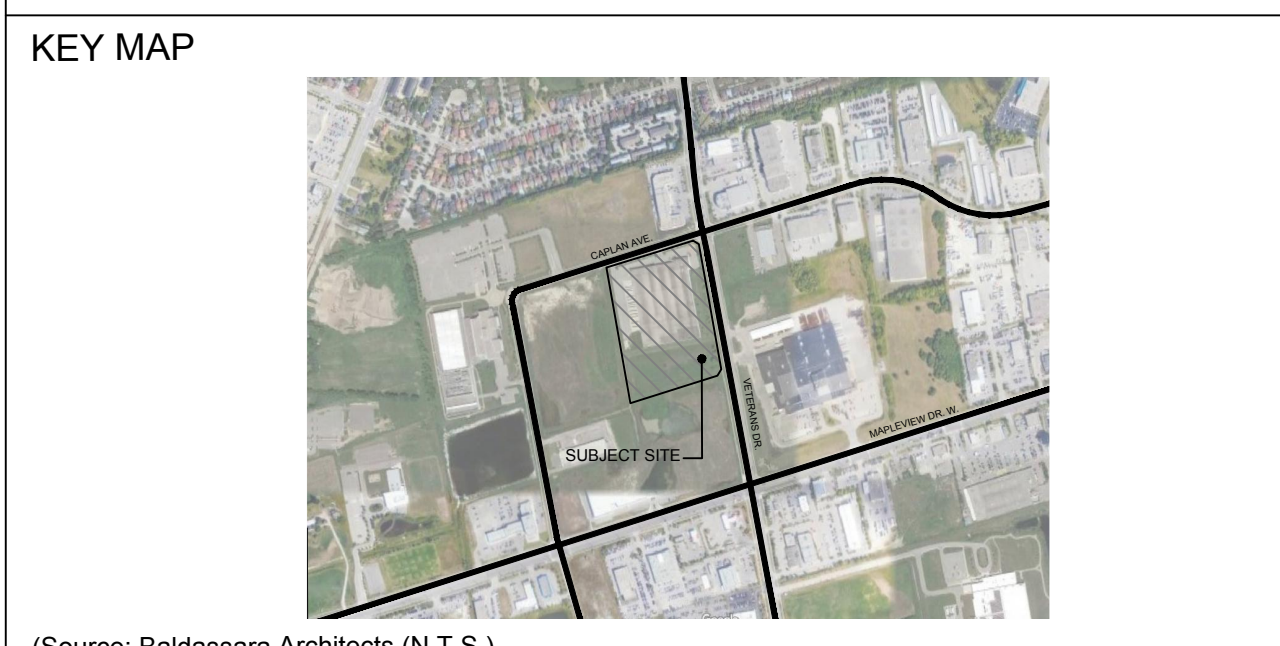 KEY MAP
CAPLAN AVE.
VETERANS DR.
MAPLEVIEW DR. W.
SUBJECT SITE
(Source: Baldassara Architects (N.T.S.)